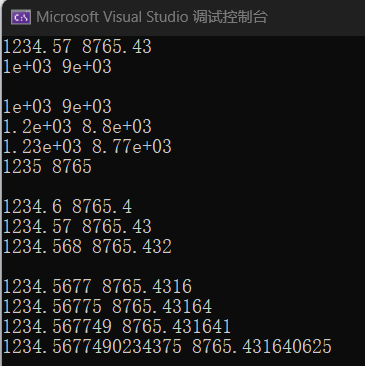 Microsoft Visual Studio 调试控制台
1234.57 8765.43
1e+03 9e+03
1e+03 9e+03
1.2e+03 8.8e+03
1.23e+03 8.77e+03
1235 8765
1234.6 8765.4
1234.57 8765.43
1234.568 8765.432
1234.5677 8765.4316
1234.56775 8765.43164
1234.567749 8765.431641
1234.5677490234375 8765.431640625